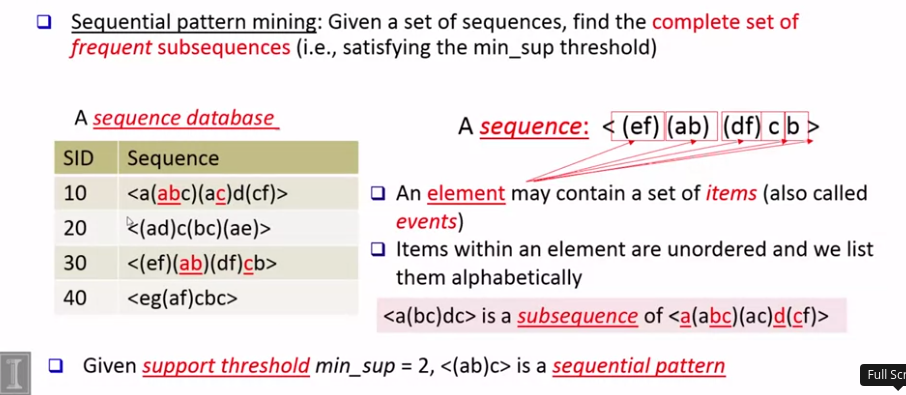 Sequential pattern mining: Given a set of sequences, find the complete set of
frequent subsequences (i.e., satisfying the min_sup threshold)
A sequence database
SID Sequence
10 <a(abc)(ac)d(cf)>
20 <(ad)c(bc)(ae)>
30 <(ef)(ab)(df)cb>
40 <eg(af)cbc>
A sequence: < (ef) (ab) (df) c b >
An element may contain a set of items (also called
events)
Items within an element are unordered and we list
them alphabetically
<a(bc)dc> is a subsequence of <a(abc)(ac)d(cf)>
I
Given support threshold min_sup = 2, <(ab)c> is a sequential pattern
Full Scr